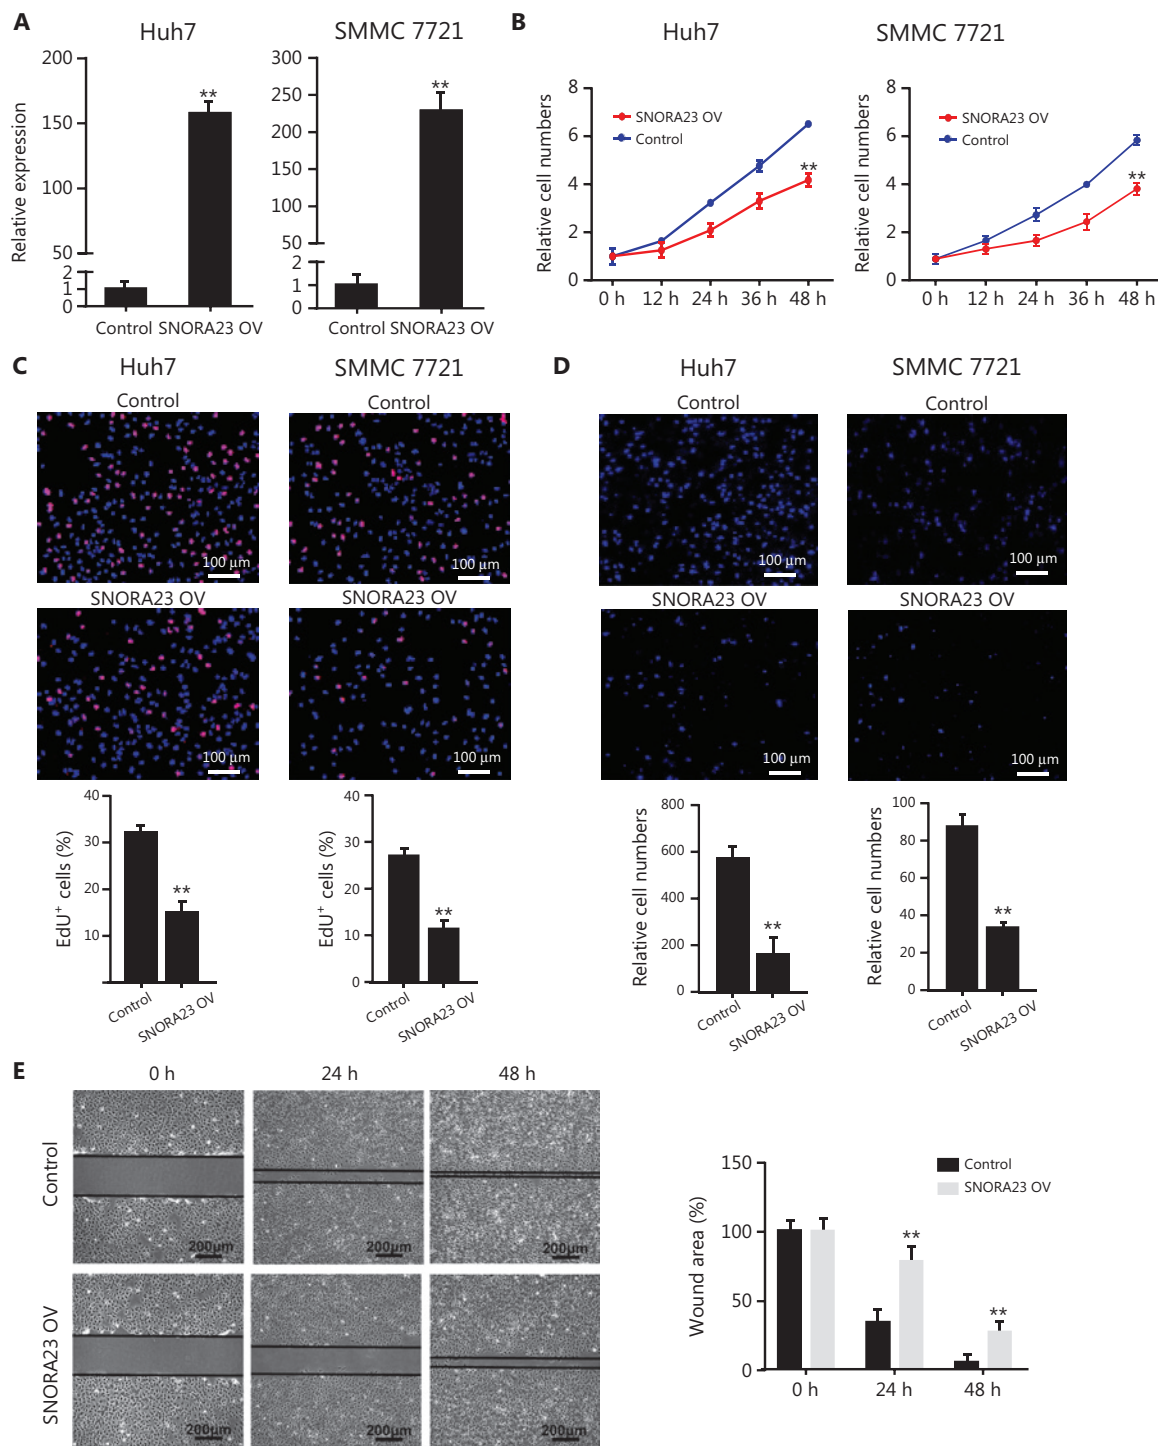 A
Huh7
SMMC 7721
Relative expression
200
150
100
50
2
1
0
**
Control SNORA23 OV
300
250
200
150
100
50
2
1
0
**
Control SNORA23 OV
B
Huh7
SMMC 7721
Relative cell numbers
8
6
4
2
0
SNORA23 OV
Control
**
0 h 12 h 24 h 36 h 48 h
Relative cell numbers
8
6
4
2
0
SNORA23 OV
Control
**
0 h 12 h 24 h 36 h 48 h
C
Huh7
SMMC 7721
Control
Control
100 μm
100 μm
SNORA23 OV
SNORA23 OV
100 μm
100 μm
EdU+ cells (%)
40
30
20
10
**
Control
SNORA23 OV
EdU+ cells (%)
40
30
20
10
0
**
Control
SNORA23 OV
D
Huh7
SMMC 7721
Control
Control
100 μm
100 μm
SNORA23 OV
SNORA23 OV
100 μm
100 μm
Relative cell numbers
800
600
400
200
0
**
Control
SNORA23 OV
Relative cell numbers
100
80
60
40
20
0
**
Control
SNORA23 OV
E
0 h
24 h
48 h
Control
200μm
200μm
200μm
SNORA23 OV
200μm
200μm
200μm
Wound area (%)
150
100
50
0
Control
SNORA23 OV
**
**
0 h 24 h 48 h